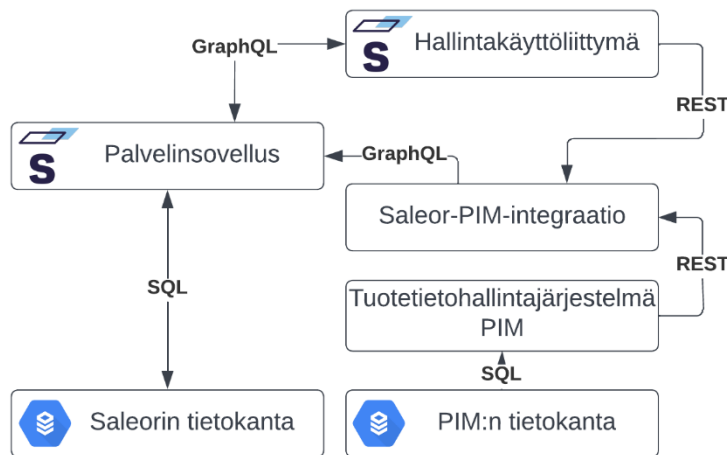 GraphQL
Hallintakäyttöliittymä
REST
Palvelinsovellus
GraphQL
Saleor-PIM-integraatio
REST
SQL
Tuotetietohallintajärjestelmä
PIM
SQL
Saleorin tietokanta
PIM:n tietokanta